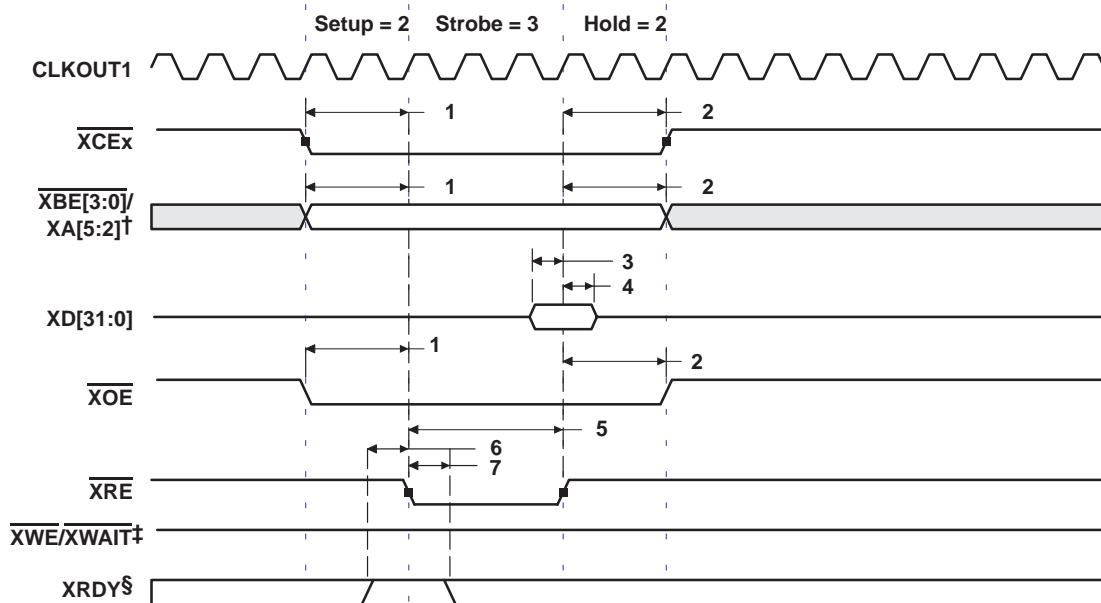 Setup = 2 Strobe = 3 Hold = 2
CLKOUT1
1 2
XCEx
1 2
XBE[3:0]/
XA[5:2]†
3
4
XD[31:0]
1
2
XOE
5
6
7
XRE
XWE/XWAIT‡
XRDY§